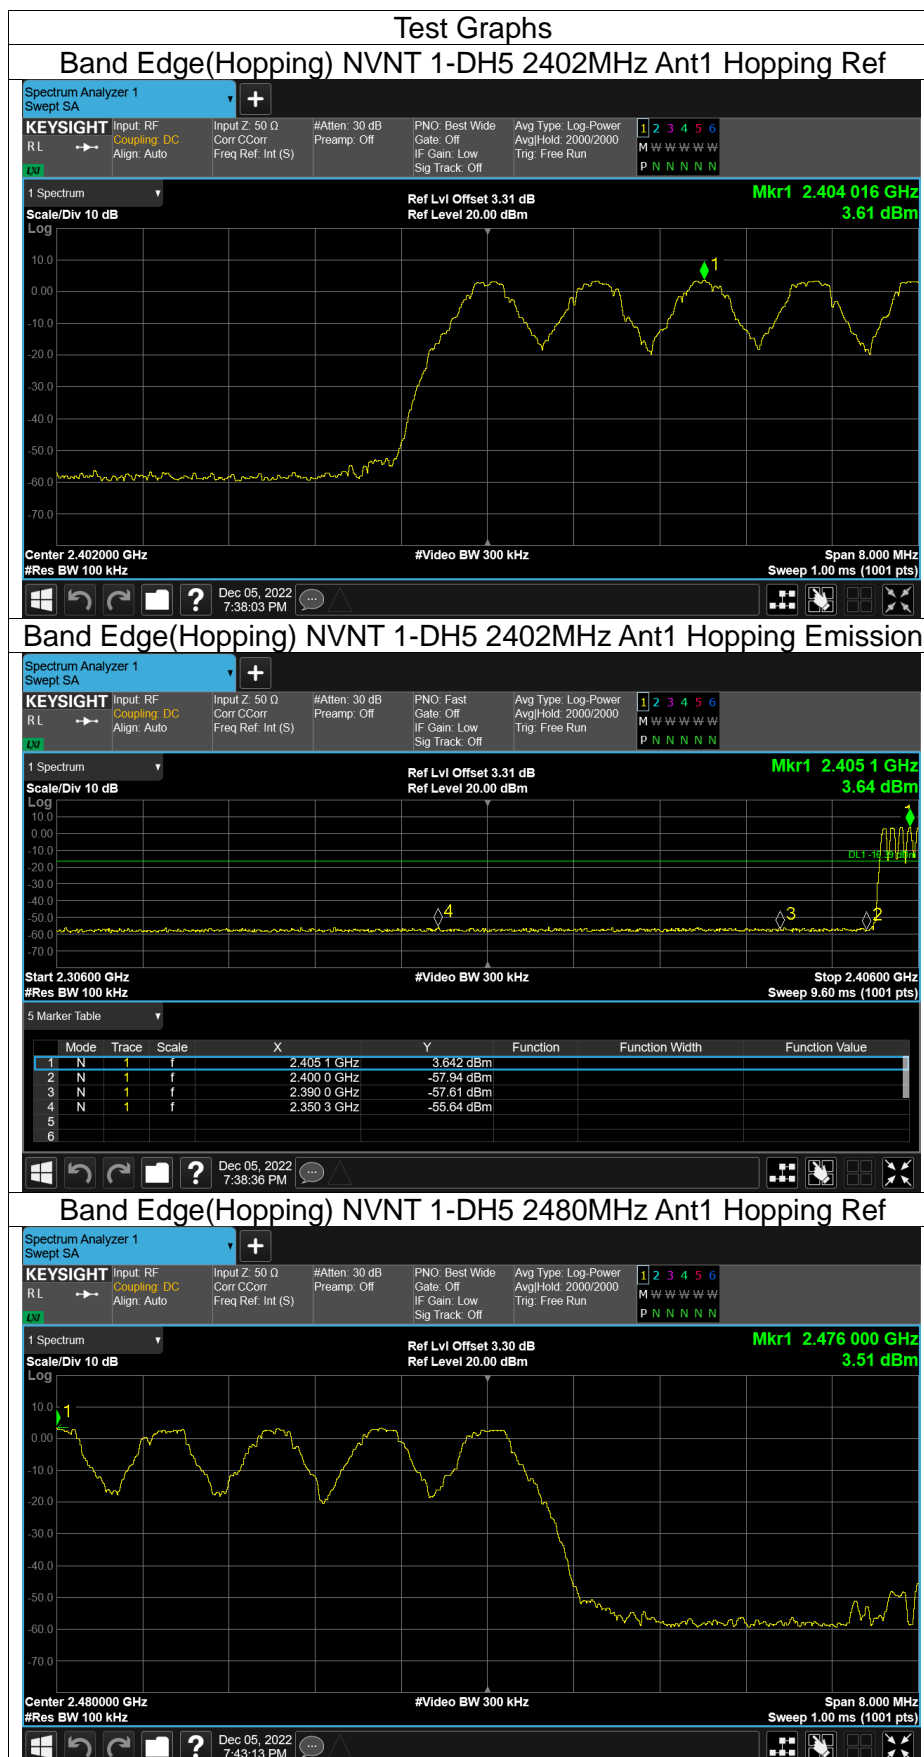 Test Graphs
Band Edge(Hopping) NVNT 1-DH5 2402MHz Ant1 Hopping Ref
Spectrum Analyzer 1
Swept SA
KEYSIGHT Input: RF Input Z: 50 Ω #Atten: 30 dB PNO: Best Wide Avg Type: Log-Power 1 2 3 4 5 6
RL Coupling: DC Corr CCorr Preamp: Off Gate: Off Avg|Hold: 2000/2000 M W W W W W
Align: Auto Freq Ref: Int (S) IF Gain: Low Trig: Free Run
LXI Sig Track: Off P N N N N N
1 Spectrum Ref Lvl Offset 3.31 dB Mkr1 2.404 016 GHz
Scale/Div 10 dB Ref Level 20.00 dBm 3.61 dBm
Log
10.0
1
0.00
-10.0
-20.0
-30.0
-40.0
-50.0
-60.0
-70.0
Center 2.402000 GHz #Video BW 300 kHz Span 8.000 MHz
#Res BW 100 kHz Sweep 1.00 ms (1001 pts)
? Dec 05, 2022
7:38:03 PM
Band Edge(Hopping) NVNT 1-DH5 2402MHz Ant1 Hopping Emission
Spectrum Analyzer 1
Swept SA
KEYSIGHT Input: RF Input Z: 50 Ω #Atten: 30 dB PNO: Fast Avg Type: Log-Power 1 2 3 4 5 6
RL Coupling: DC Corr CCorr Preamp: Off Gate: Off Avg|Hold: 2000/2000 M W W W W W
Align: Auto Freq Ref: Int (S) IF Gain: Low Trig: Free Run
LXI Sig Track: Off P N N N N N
1 Spectrum Ref Lvl Offset 3.31 dB Mkr1 2.405 1 GHz
Scale/Div 10 dB Ref Level 20.00 dBm 3.64 dBm
Log
1
10.0
0.00
-10.0
DL1 -16.39 dBm
-20.0
-30.0
-40.0
4 3 2
-50.0
-60.0
-70.0
Start 2.30600 GHz #Video BW 300 kHz Stop 2.40600 GHz
#Res BW 100 kHz Sweep 9.60 ms (1001 pts)
5 Marker Table
Mode Trace Scale X Y Function Function Width Function Value
1 N 1 f 2.405 1 GHz 3.642 dBm
2 N 1 f 2.400 0 GHz -57.94 dBm
3 N 1 f 2.390 0 GHz -57.61 dBm
4 N 1 f 2.350 3 GHz -55.64 dBm
5
6
? Dec 05, 2022
7:38:36 PM
Band Edge(Hopping) NVNT 1-DH5 2480MHz Ant1 Hopping Ref
Spectrum Analyzer 1
Swept SA
KEYSIGHT Input: RF Input Z: 50 Ω #Atten: 30 dB PNO: Best Wide Avg Type: Log-Power 1 2 3 4 5 6
RL Coupling: DC Corr CCorr Preamp: Off Gate: Off Avg|Hold: 2000/2000 M W W W W W
Align: Auto Freq Ref: Int (S) IF Gain: Low Trig: Free Run
LXI Sig Track: Off P N N N N N
1 Spectrum Ref Lvl Offset 3.30 dB Mkr1 2.476 000 GHz
Scale/Div 10 dB Ref Level 20.00 dBm 3.51 dBm
Log
10.0
1
0.00
-10.0
-20.0
-30.0
-40.0
-50.0
-60.0
-70.0
Center 2.480000 GHz #Video BW 300 kHz Span 8.000 MHz
#Res BW 100 kHz Sweep 1.00 ms (1001 pts)
? Dec 05, 2022
7:43:13 PM